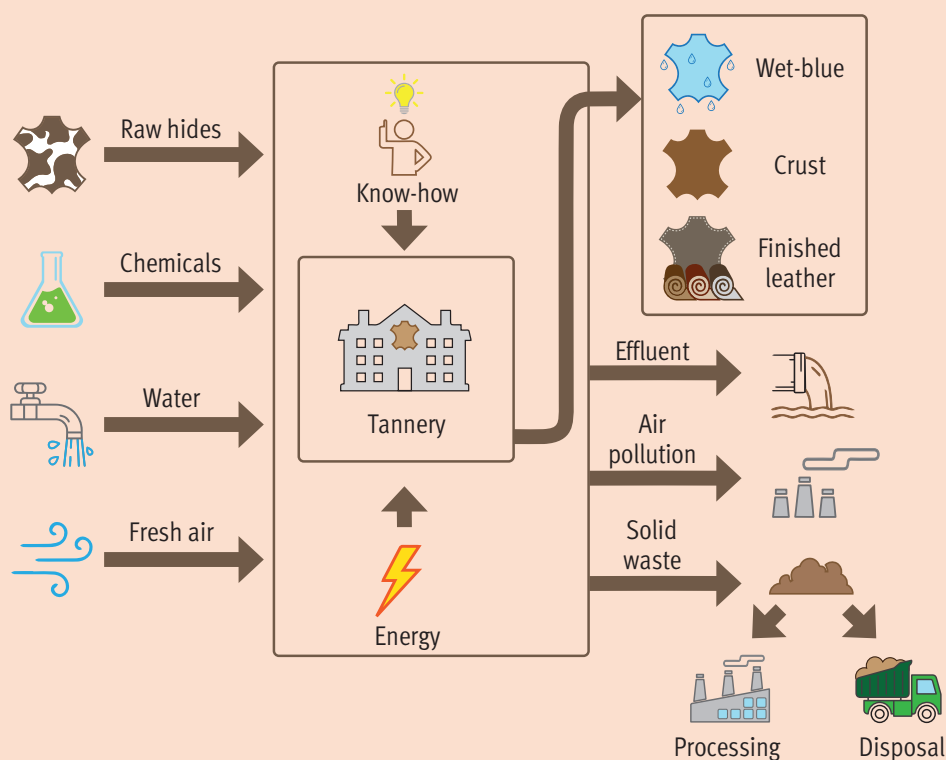 Raw hides
Chemicals
Water
Fresh air
Know-how
Tannery
Energy
Wet-blue
Crust
Finished
leather
Effluent
Air
pollution
Solid
waste
Processing
Disposal